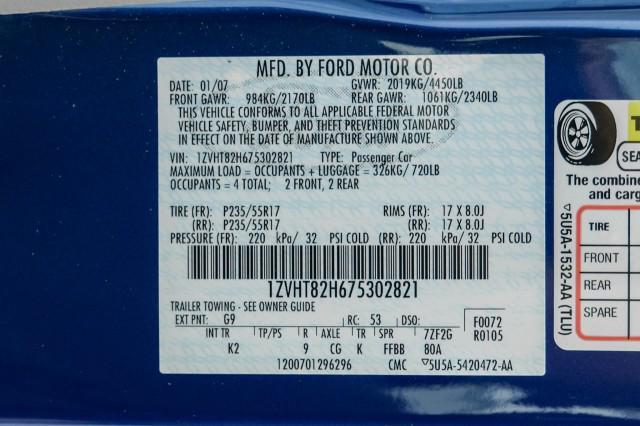 MFD. BY FORD MOTOR CO.
DATE: 01/07 GVWR: 2019KG/4450LB
FRONT GAWR: 984KG/2170LB REAR GAWR: 1061KG/2340LB
THIS VEHICLE CONFORMS TO ALL APPLICABLE FEDERAL MOTOR
VEHICLE SAFETY, BUMPER, AND THEFT PREVENTION STANDARDS
IN EFFECT ON THE DATE OF MANUFACTURE SHOWN ABOVE.
VIN: 1ZVHT82H675302821 TYPE: Passenger Car
MAXIMUM LOAD = OCCUPANTS + LUGGAGE = 326KG/ 720LB
OCCUPANTS = 4 TOTAL; 2 FRONT, 2 REAR
TIRE (FR): P235/55R17 RIMS (FR): 17 X 8.0J
(RR): P235/55R17 (RR): 17 X 8.0J
PRESSURE (FR): 220 kPa/ 32 PSI COLD (RR): 220 kPa/ 32 PSI COLD
1ZVHT82H675302821
TRAILER TOWING - SEE OWNER GUIDE
EXT PNT: G9 RC: 53 DSO: F0072
INT TR TP/PS R AXLE TR SPR 7ZF2G R0105
K2 9 CG K FFBB 80A
1200701296296 CMC ▽5U5A-5420472-AA
SEA
The combine
and carg
TIRE
FRONT
REAR
SPARE
▽5U5A-1532-AA (TLU)